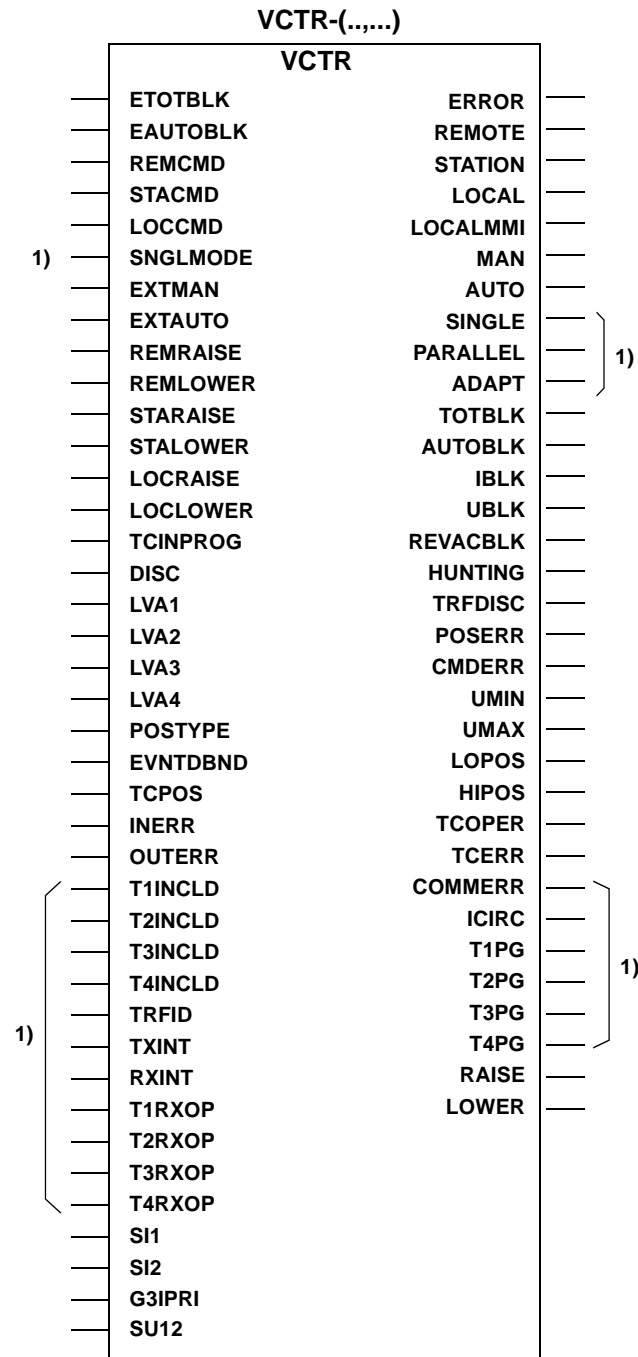 VCTR-(..,...)
VCTR
ETOTBLK ERROR
EAUTOBLK REMOTE
REMCMD STATION
STACMD LOCAL
LOCCMD LOCALMMI
1) SNGLMODE MAN
EXTMAN AUTO
EXTAUTO SINGLE
REMRAISE PARALLEL 1)
REMLOWER ADAPT
STARAISE TOTBLK
STALOWER AUTOBLK
LOCRAISE IBLK
LOCLOWER UBLK
TCINPROG REVACBLK
DISC HUNTING
LVA1 TRFDISC
LVA2 POSERR
LVA3 CMDERR
LVA4 UMIN
POSTYPE UMAX
EVNTDBND LOPOS
TCPOS HIPOS
INERR TCOPER
OUTERR TCERR
T1INCLD COMMERR
T2INCLD ICIRC
T3INCLD T1PG
T4INCLD T2PG 1)
TRFID T3PG
1) TXINT T4PG
RXINT RAISE
T1RXOP LOWER
T2RXOP
T3RXOP
T4RXOP
SI1
SI2
G3IPRI
SU12